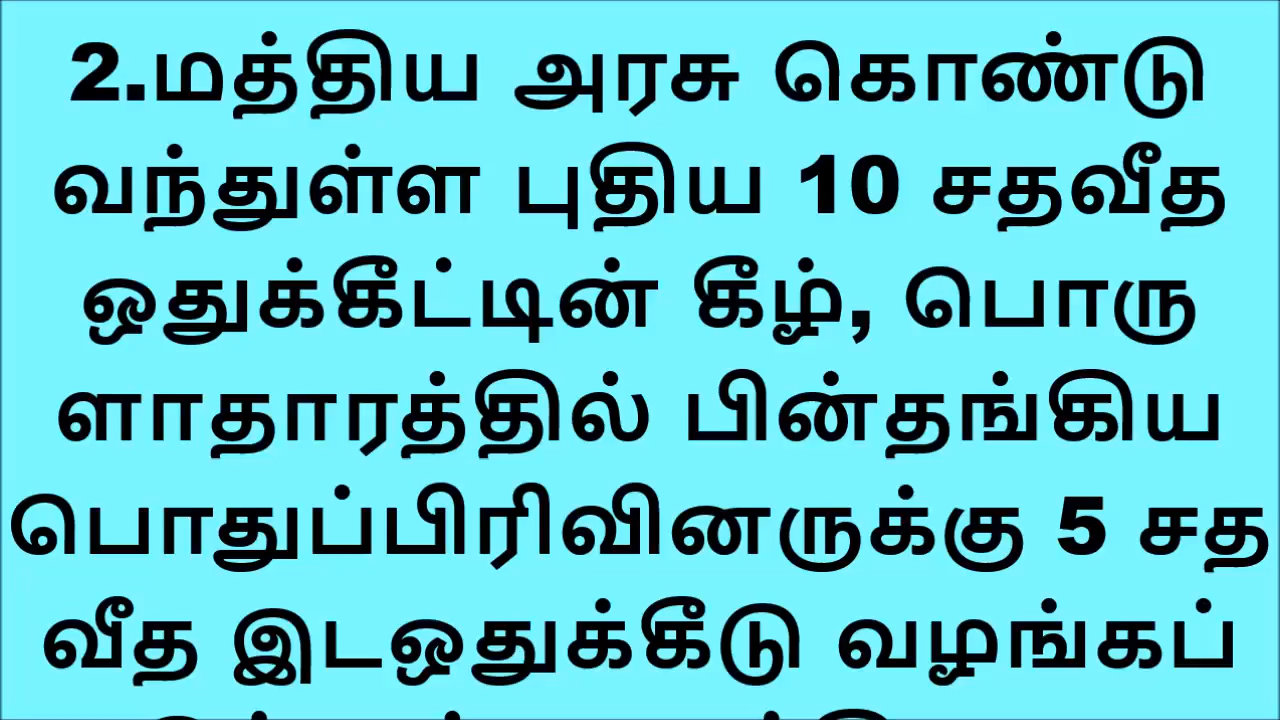 2.மத்திய அரசு கொண்டு
வந்துள்ள புதிய 10 சதவீத
ஒதுக்கீட்டின் கீழ், பொரு
ளாதாரத்தில் பின்தங்கிய
பொதுப்பிரிவினருக்கு 5 சத
வீத இடஒதுக்கீடு வழங்கப்